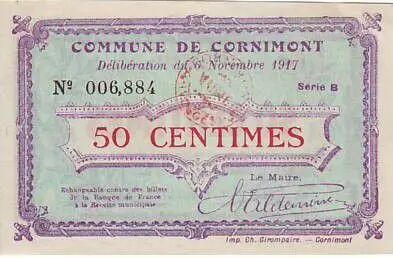 COMMUNE DE CORNIMONT
Délibération du 6 Novembre 1917
Nº 006,884 Série B
50 CENTIMES
Echangeable contre des billets
de la Banque de France
à la Recette municipale
Le Maire,
Imp. Ch. Girompaire. — Cornimont